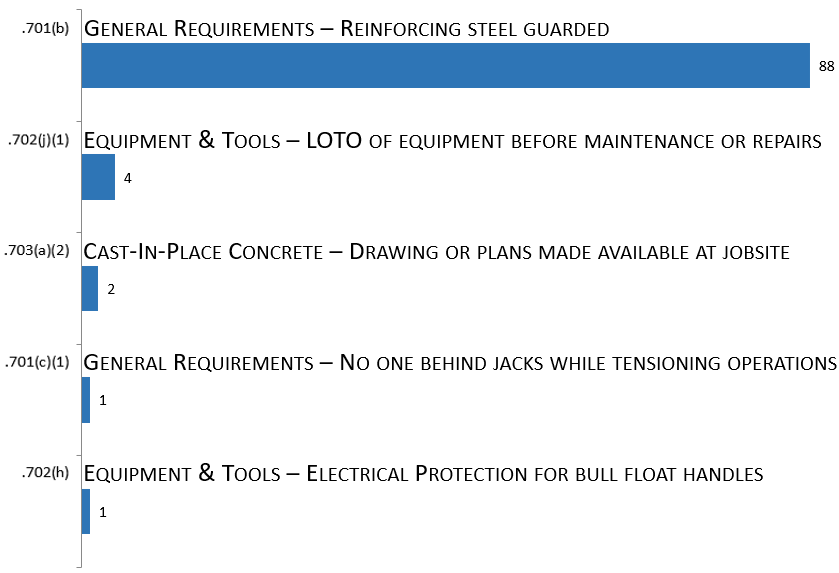 .701(b) General Requirements – Reinforcing steel guarded
88
.702(j)(1) Equipment & Tools – LOTO of equipment before maintenance or repairs
4
.703(a)(2) Cast-In-Place Concrete – Drawing or plans made available at jobsite
2
.701(c)(1) General Requirements – No one behind jacks while tensioning operations
1
.702(h) Equipment & Tools – Electrical Protection for bull float handles
1